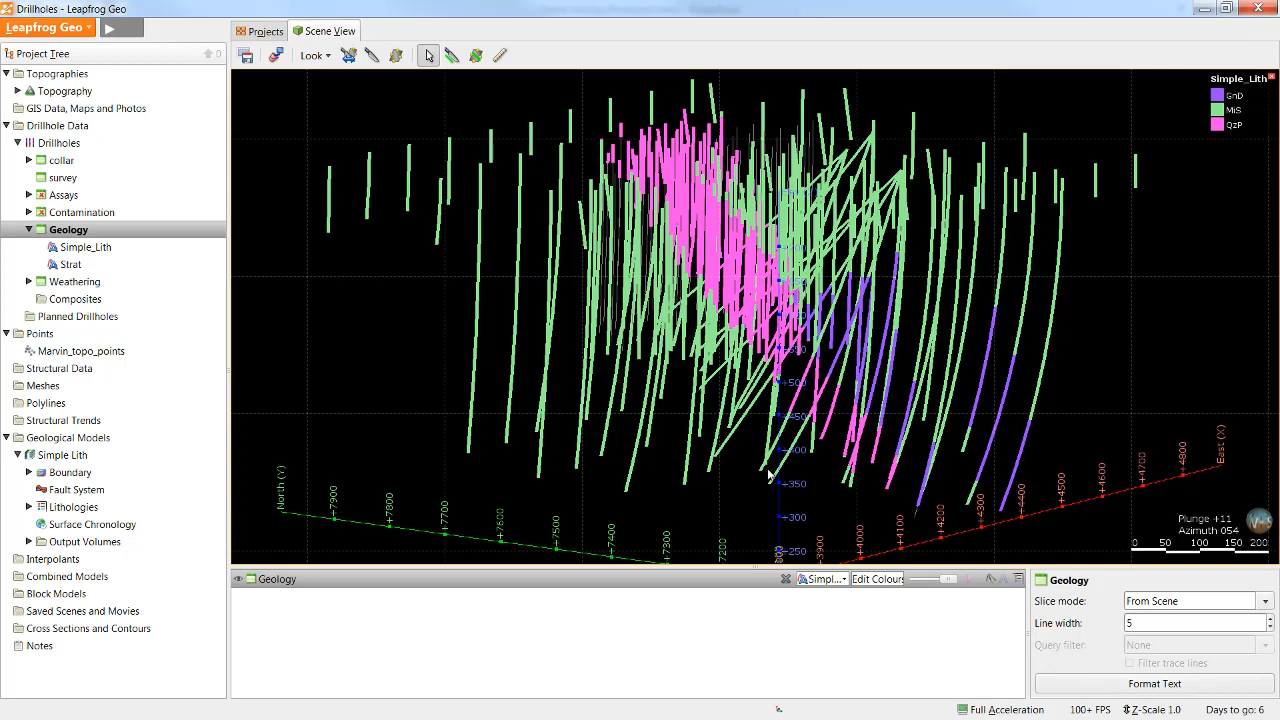 Drillholes - Leapfrog Geo
Leapfrog Geo
Projects
Scene View
Project Tree
0
Look
Topographies
Topography
GIS Data, Maps and Photos
Drillhole Data
Drillholes
collar
survey
Assays
Contamination
Geology
Simple_Lith
Strat
Weathering
Composites
Planned Drillholes
Points
Marvin_topo_points
Structural Data
Meshes
Polylines
Structural Trends
Geological Models
Simple Lith
Boundary
Fault System
Lithologies
Surface Chronology
Output Volumes
Interpolants
Combined Models
Block Models
Saved Scenes and Movies
Cross Sections and Contours
Notes
Simple_Lith
GnD
MiS
QzP
North (Y)
+7900
+7800
+7700
+7600
+7500
+7400
+7300
7200
+500
+350
+300
+250
+3900
+4000
+4100
+4200
+4300
+4400
+4500
+4600
+4700
+4800
East (X)
Plunge +11
Azimuth 054
0 50 100 150 200
Geology
Simpl...
Edit Colours
Geology
Slice mode: From Scene
Line width: 5
Query filter: None
Filter trace lines
Format Text
Full Acceleration
100+ FPS
Z-Scale 1.0
Days to go: 6